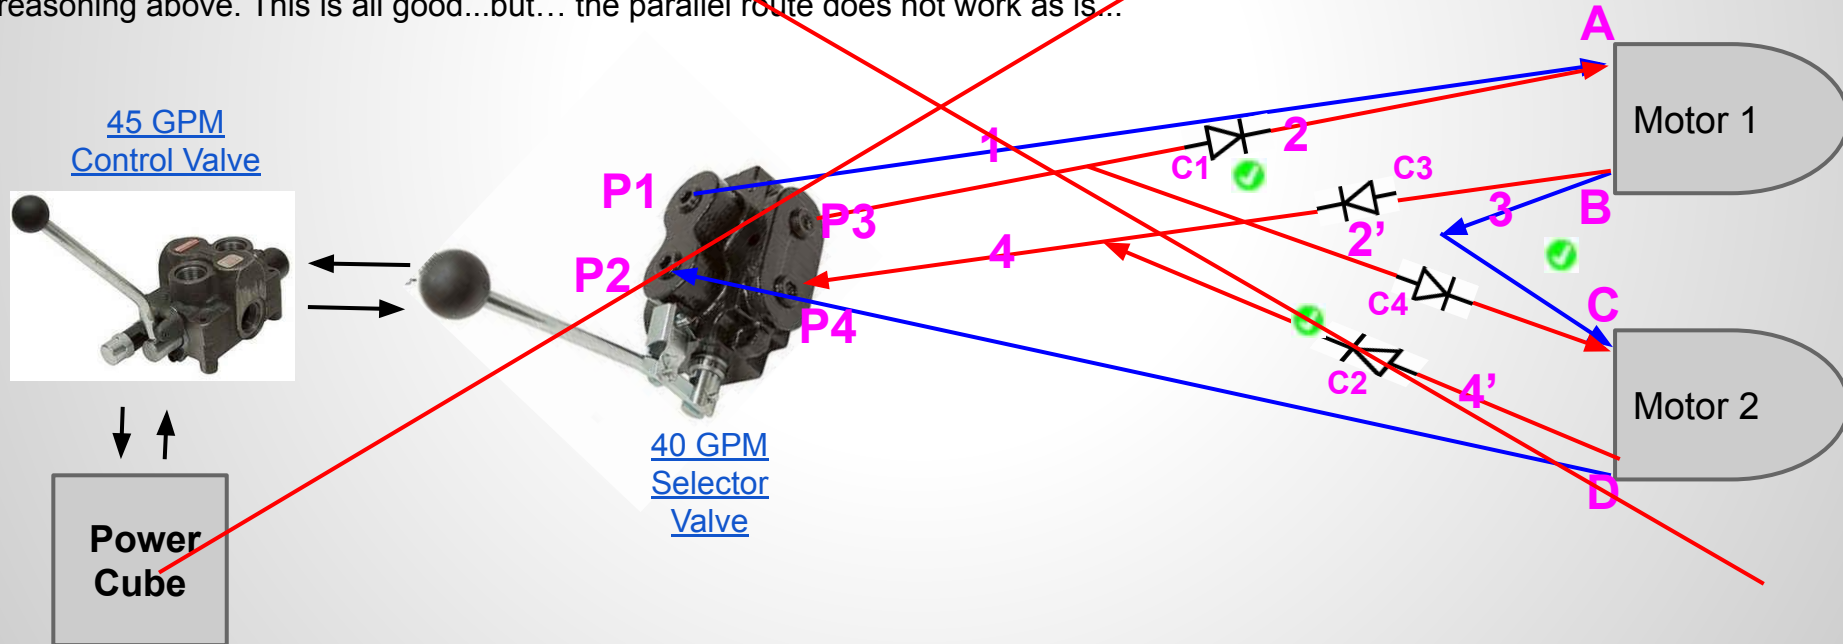 reasoning above. This is all good...but… the parallel route does not work as is...
A
45 GPM
Control Valve
Motor 1
1
2
C1
C3
P1
P3
B
3
2’
4
P2
C
C4
P4
C2
4’
Motor 2
40 GPM
Selector
Valve
D
Power
Cube